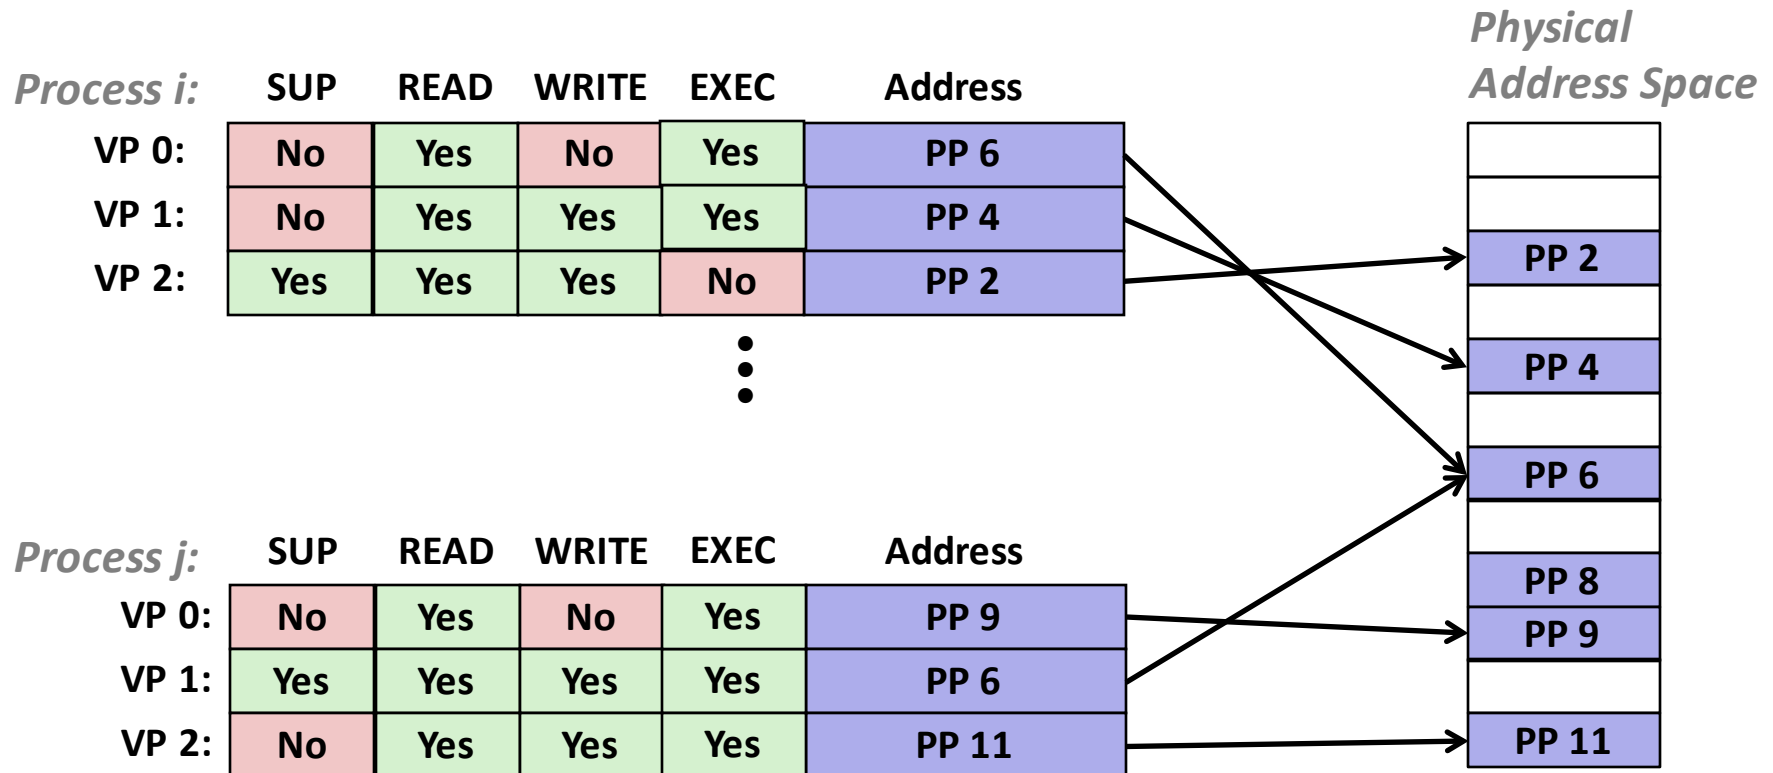 Physical
Address Space
Process i: SUP READ WRITE EXEC Address
VP 0: No Yes No Yes PP 6
VP 1: No Yes Yes Yes PP 4
VP 2: Yes Yes Yes No PP 2
PP 2
PP 4
PP 6
Process j: SUP READ WRITE EXEC Address
VP 0: No Yes No Yes PP 9
VP 1: Yes Yes Yes Yes PP 6
VP 2: No Yes Yes Yes PP 11
PP 8
PP 9
PP 11